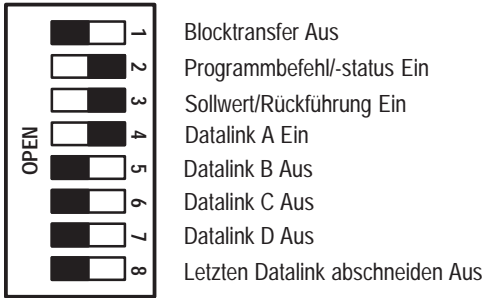 OPEN
1 Blocktransfer Aus
2 Programmbefehl/-status Ein
3 Sollwert/Rückführung Ein
4 Datalink A Ein
5 Datalink B Aus
6 Datalink C Aus
7 Datalink D Aus
8 Letzten Datalink abschneiden Aus